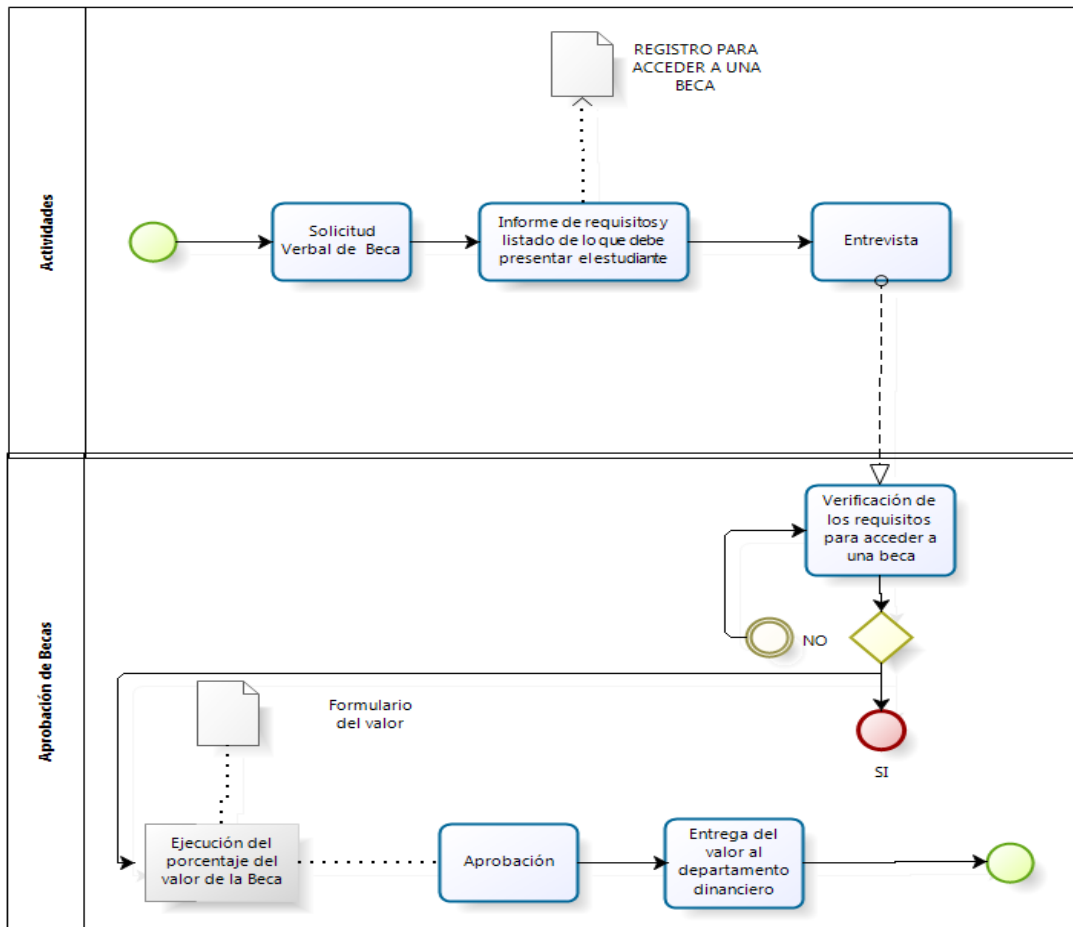 Actividades
REGISTRO PARA
ACCEDER A UNA
BECA
Solicitud
Verbal de Beca
Informe de requisitos y
listado de lo que debe
presentar el estudiante
Entrevista
Aprobación de Becas
Verificación de
los requisitos
para acceder a
una beca
NO
SI
Formulario
del valor
Ejecución del
porcentaje del
valor de la Beca
Aprobación
Entrega del
valor al
departamento
dinanciero